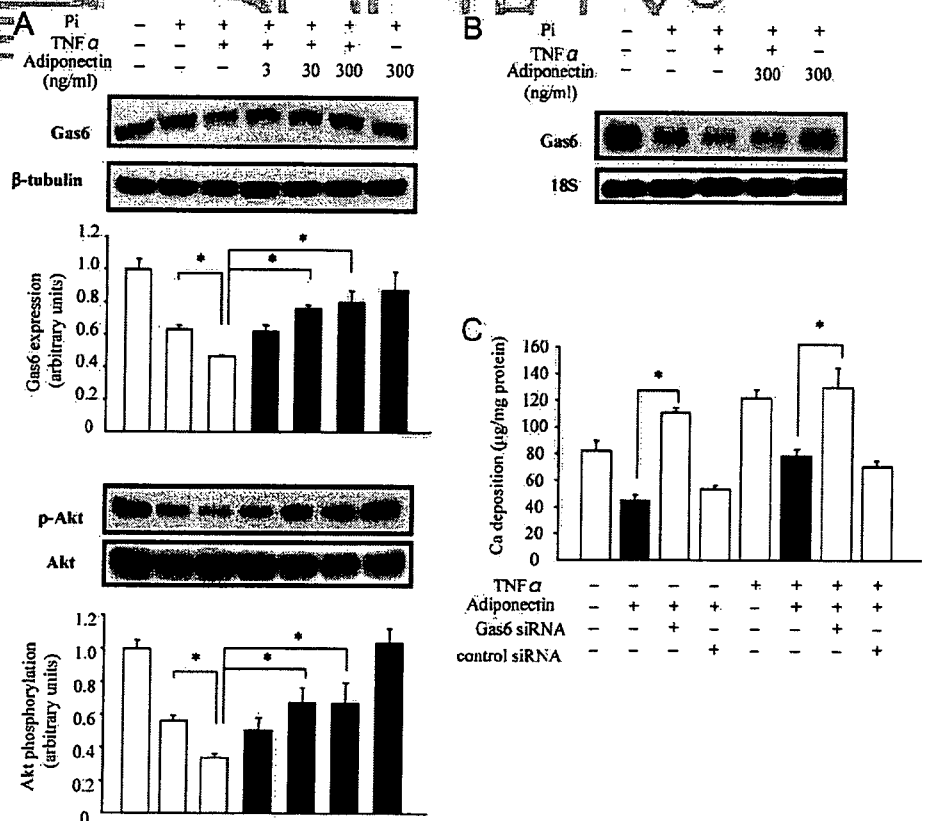 A
Pi - + + + + + +
TNFα - - + + + + -
Adiponectin - - - 3 30 300 300
(ng/ml)
Gas6
β-tubulin
1.2
1.0
0.8
0.6
0.4
0.2
0
Gas6 expression
(arbitrary units)
* * *
p-Akt
Akt
1.2
1.0
0.8
0.6
0.4
0.2
0
Akt phosphorylation
(arbitrary units)
* * *
B
Pi - + + + +
TNFα - - + + -
Adiponectin - - - 300 300
(ng/ml)
Gas6
18S
C
160
140
120
100
80
60
40
20
0
Ca deposition (µg/mg protein)
* *
TNFα - - - - + + + +
Adiponectin - + + + - + + +
Gas6 siRNA - - + - - - + -
control siRNA - - - + - - - +